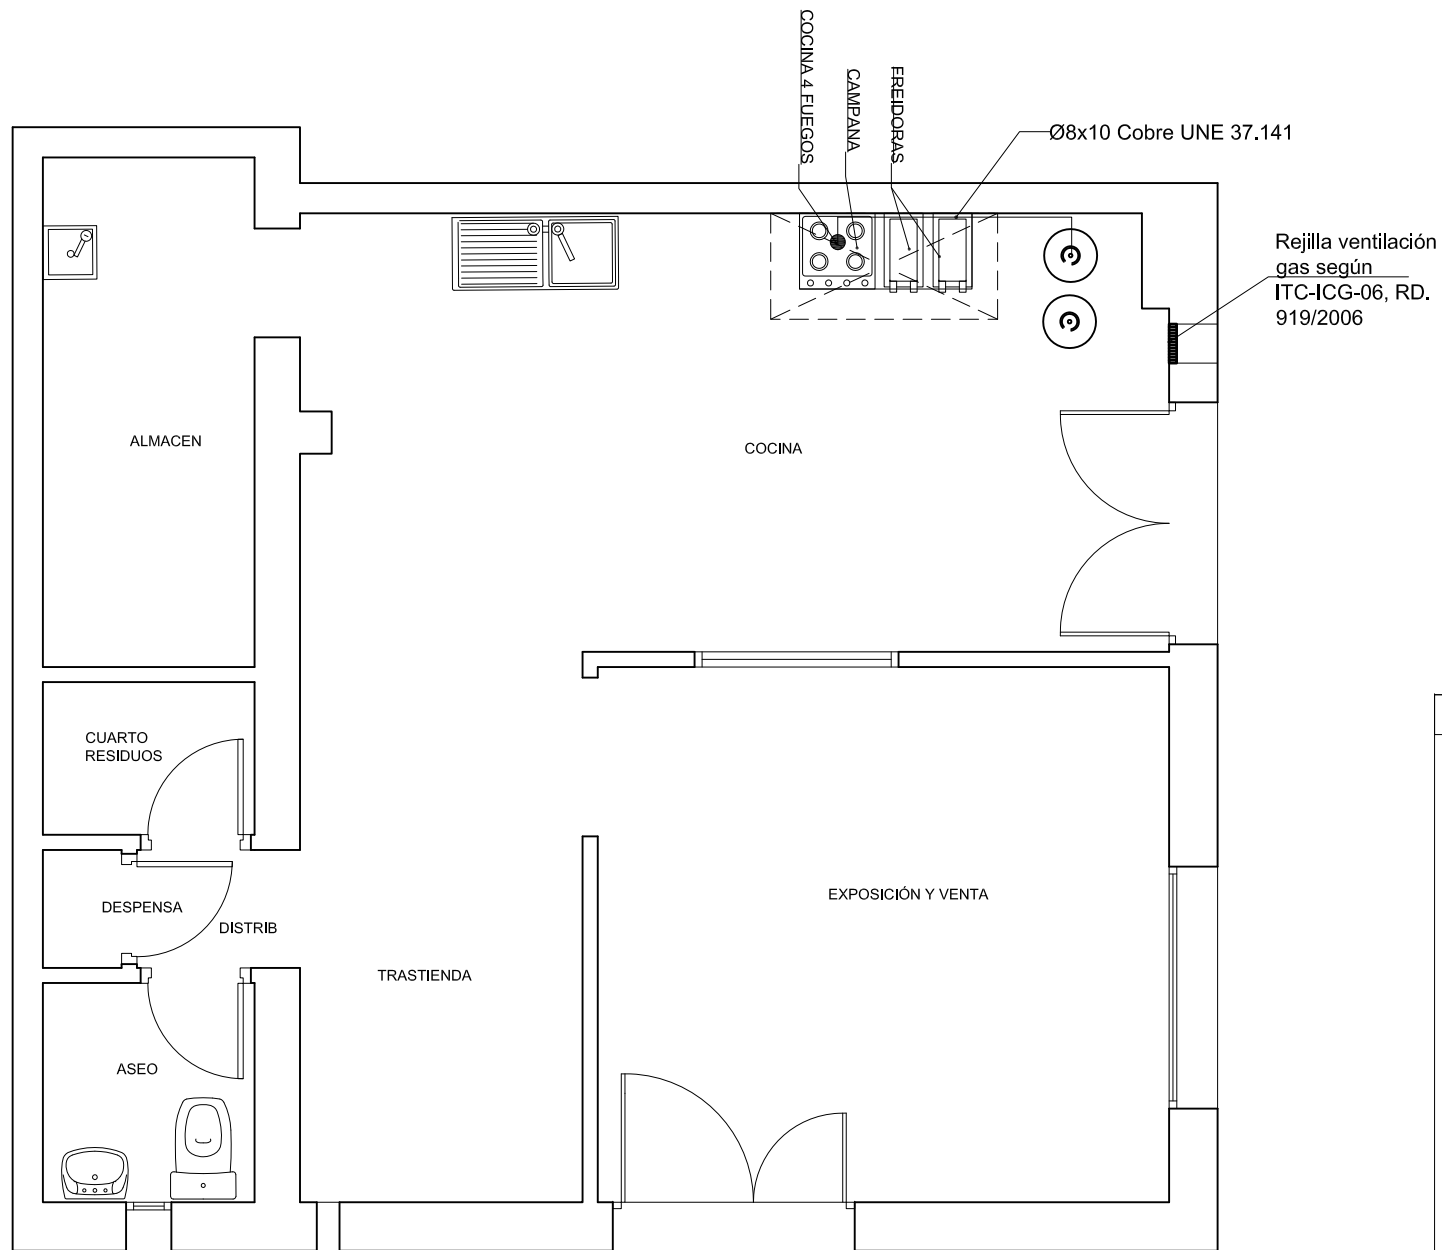 COCINA 4 FUEGOS
CAMPANA
FREIDORAS
Ø8x10 Cobre UNE 37.141
Rejilla ventilación
gas según
ITC-ICG-06, RD.
919/2006
ALMACEN
COCINA
CUARTO
RESIDUOS
DESPENSA
DISTRIB
EXPOSICIÓN Y VENTA
TRASTIENDA
ASEO